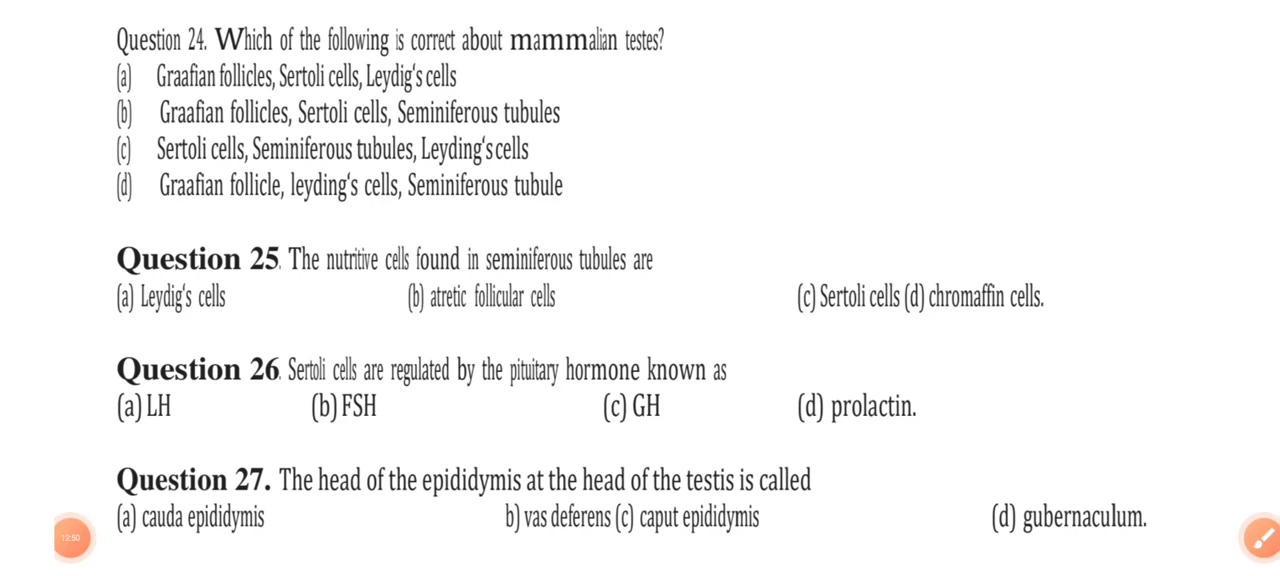 Question 24. Which of the following is correct about mammalian testes?
(a) Graafian follicles, Sertoli cells, Leydig‘s cells
(b) Graafian follicles, Sertoli cells, Seminiferous tubules
(c) Sertoli cells, Seminiferous tubules, Leyding‘s cells
(d) Graafian follicle, leyding‘s cells, Seminiferous tubule
Question 25. The nutritive cells found in seminiferous tubules are
(a) Leydig‘s cells (b) atretic follicular cells (c) Sertoli cells (d) chromaffin cells.
Question 26. Sertoli cells are regulated by the pituitary hormone known as
(a) LH (b) FSH (c) GH (d) prolactin.
Question 27. The head of the epididymis at the head of the testis is called
(a) cauda epididymis b) vas deferens (c) caput epididymis (d) gubernaculum.
12:50